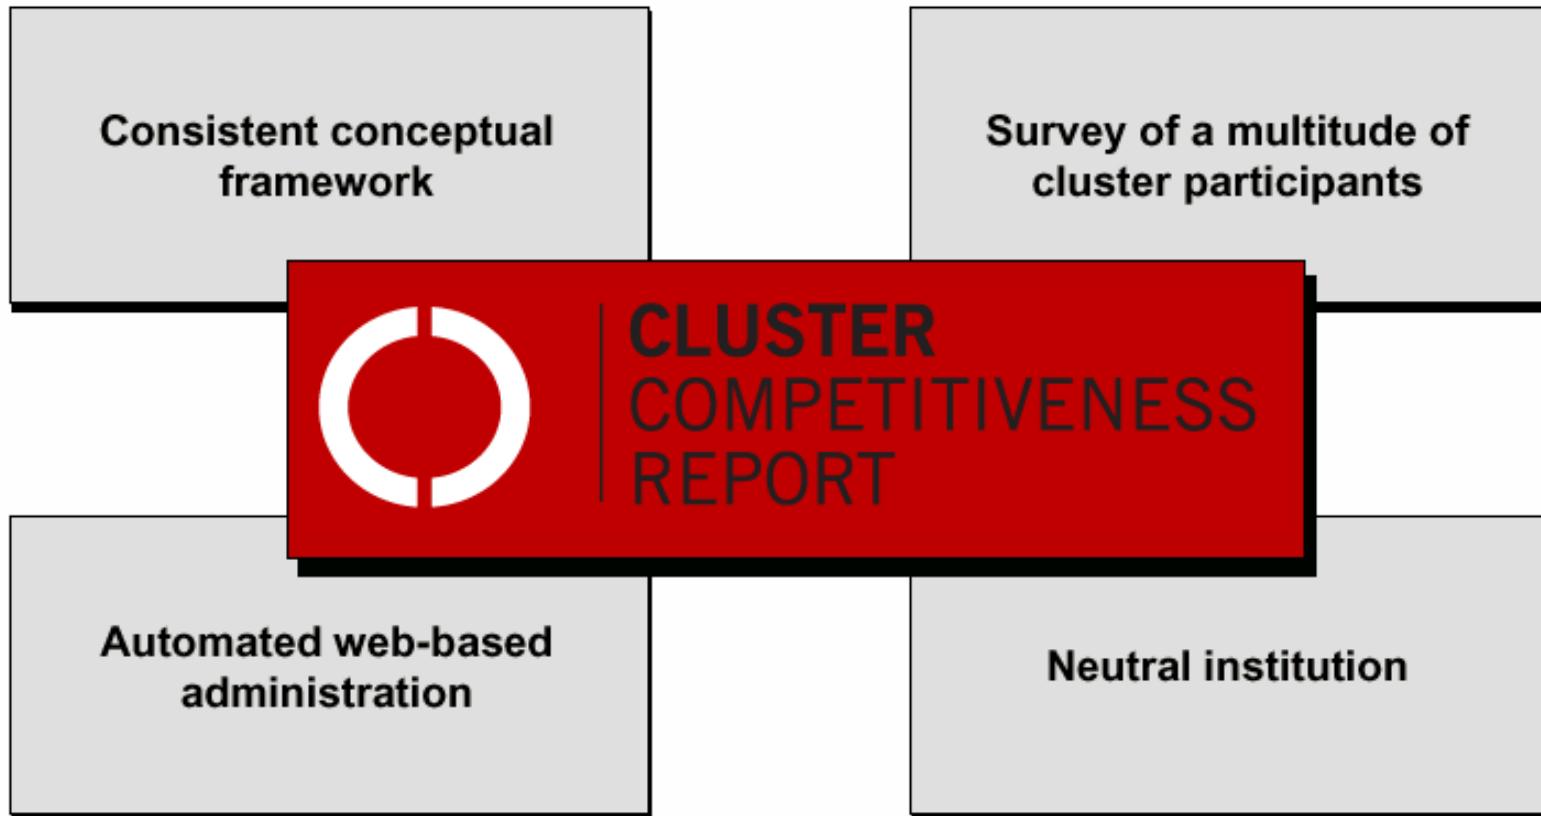 Consistent conceptual
framework
Survey of a multitude of
cluster participants
CLUSTER
COMPETITIVENESS
REPORT
Automated web-based
administration
Neutral institution